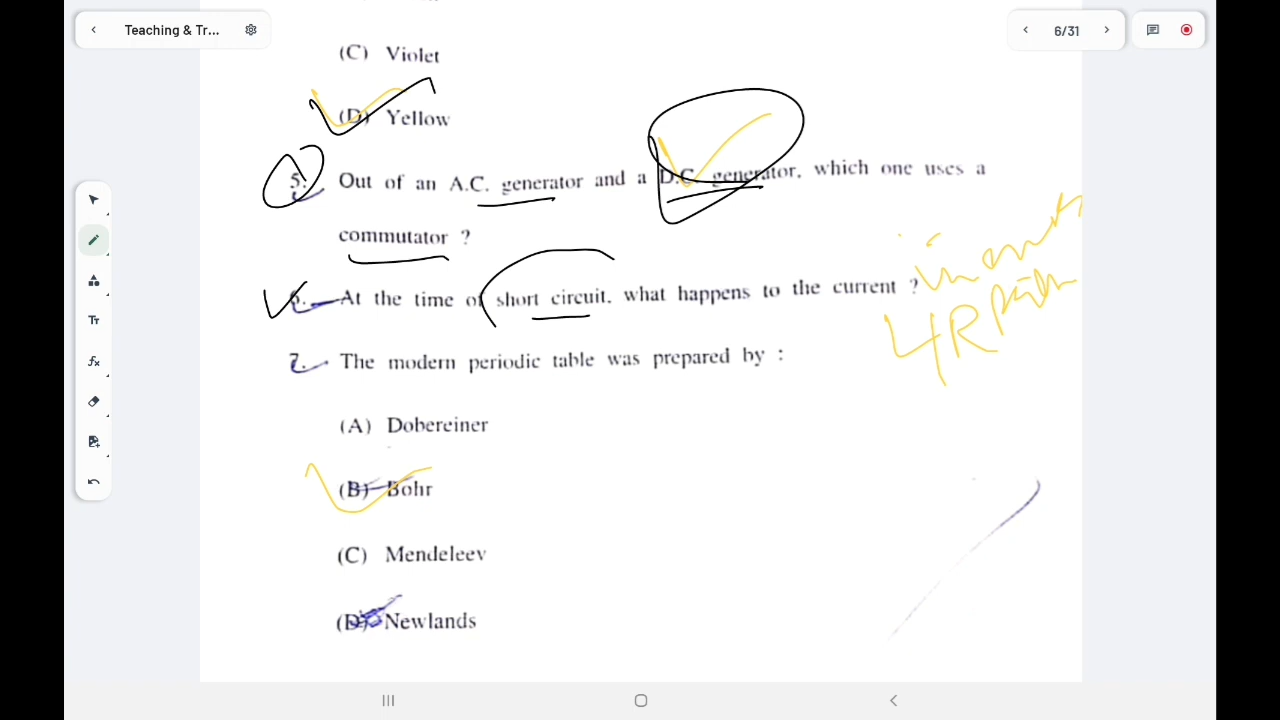 Teaching & Tr...
6/31
(C) Violet
(D) Yellow
5. Out of an A.C. generator and a D.C. generator, which one uses a
commutator ?
6. At the time of short circuit, what happens to the current ?
7. The modern periodic table was prepared by :
(A) Dobereiner
(B) Bohr
(C) Mendeleev
(D) Newlands
Tr
fx